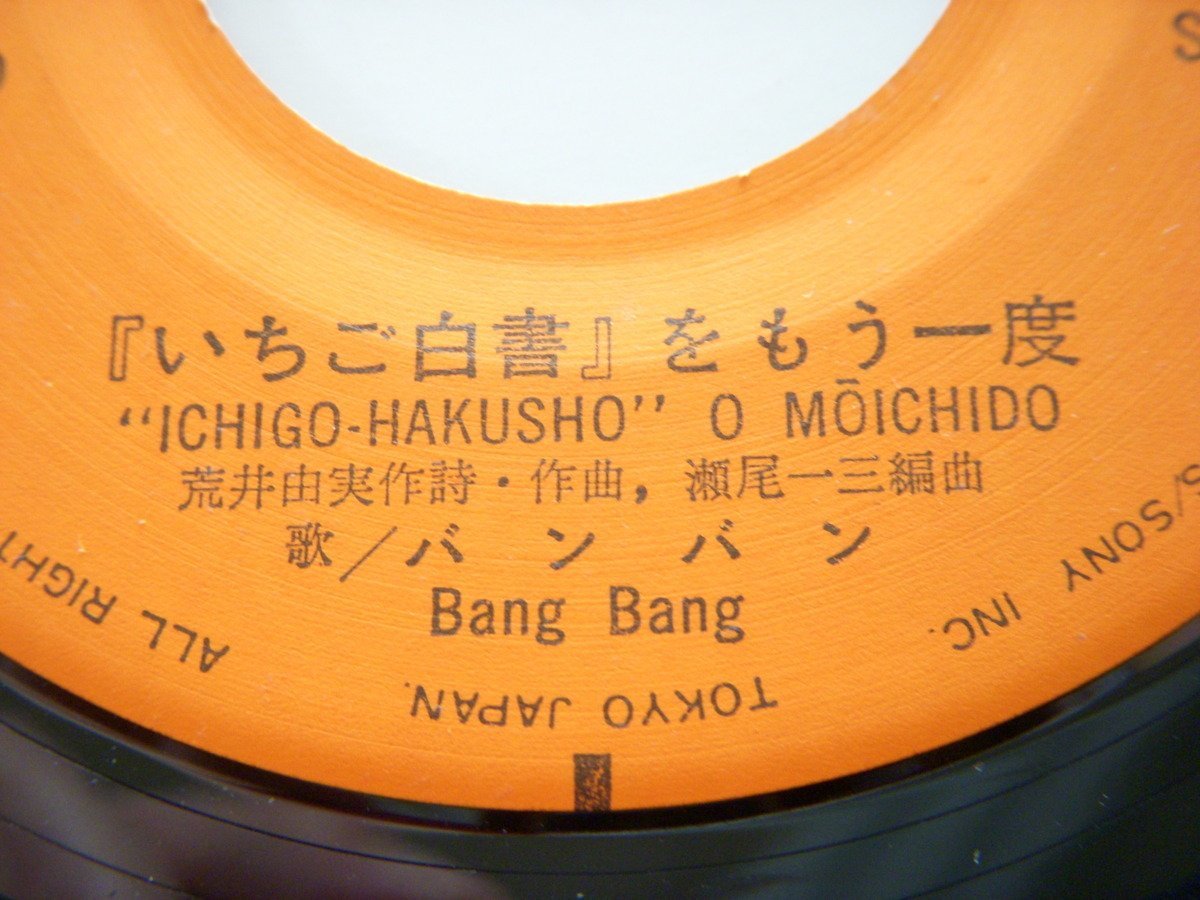 『いちご白書』をもう一度
“ICHIGO-HAKUSHO” O MŌICHIDO
荒井由実作詩・作曲, 瀬尾一三編曲
歌／バンバン
Bang Bang
/SONY INC.
TOKYO JAPAN.
ALL RIGHT